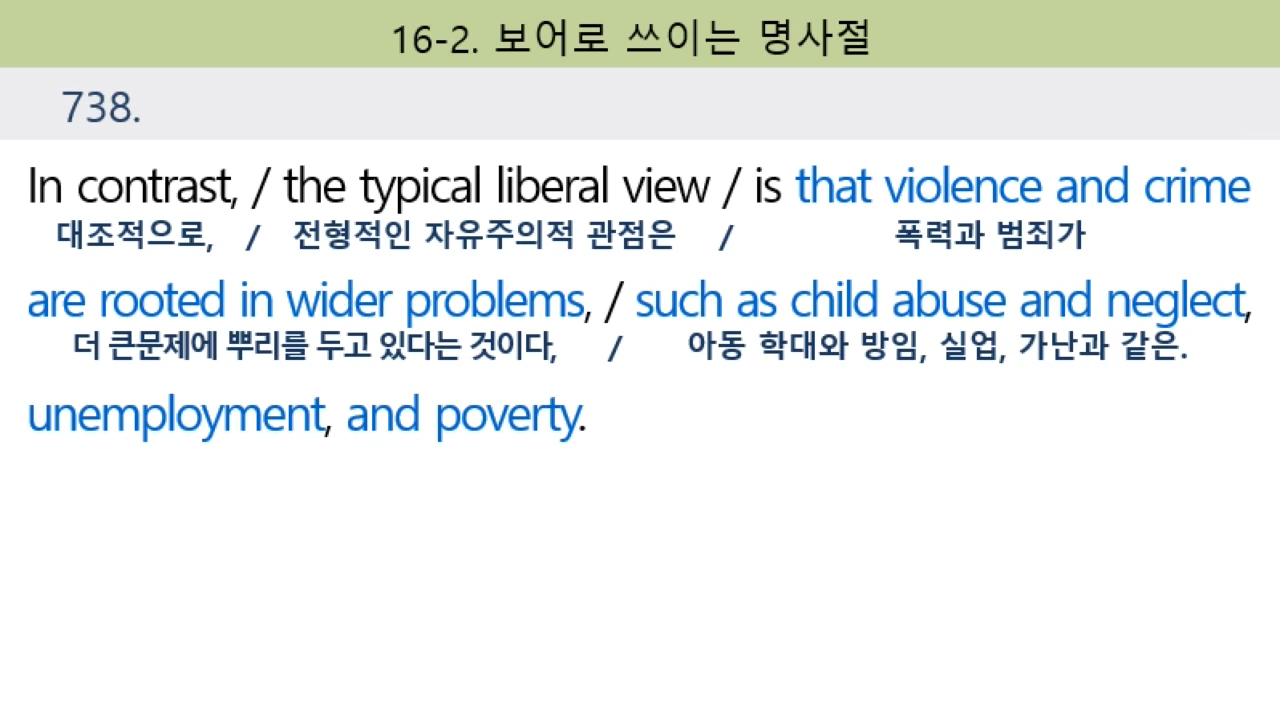 16-2. 보어로 쓰이는 명사절
738.
In contrast, / the typical liberal view / is that violence and crime
대조적으로, / 전형적인 자유주의적 관점은 / 폭력과 범죄가
are rooted in wider problems, / such as child abuse and neglect,
더 큰문제에 뿌리를 두고 있다는 것이다, / 아동 학대와 방임, 실업, 가난과 같은.
unemployment, and poverty.